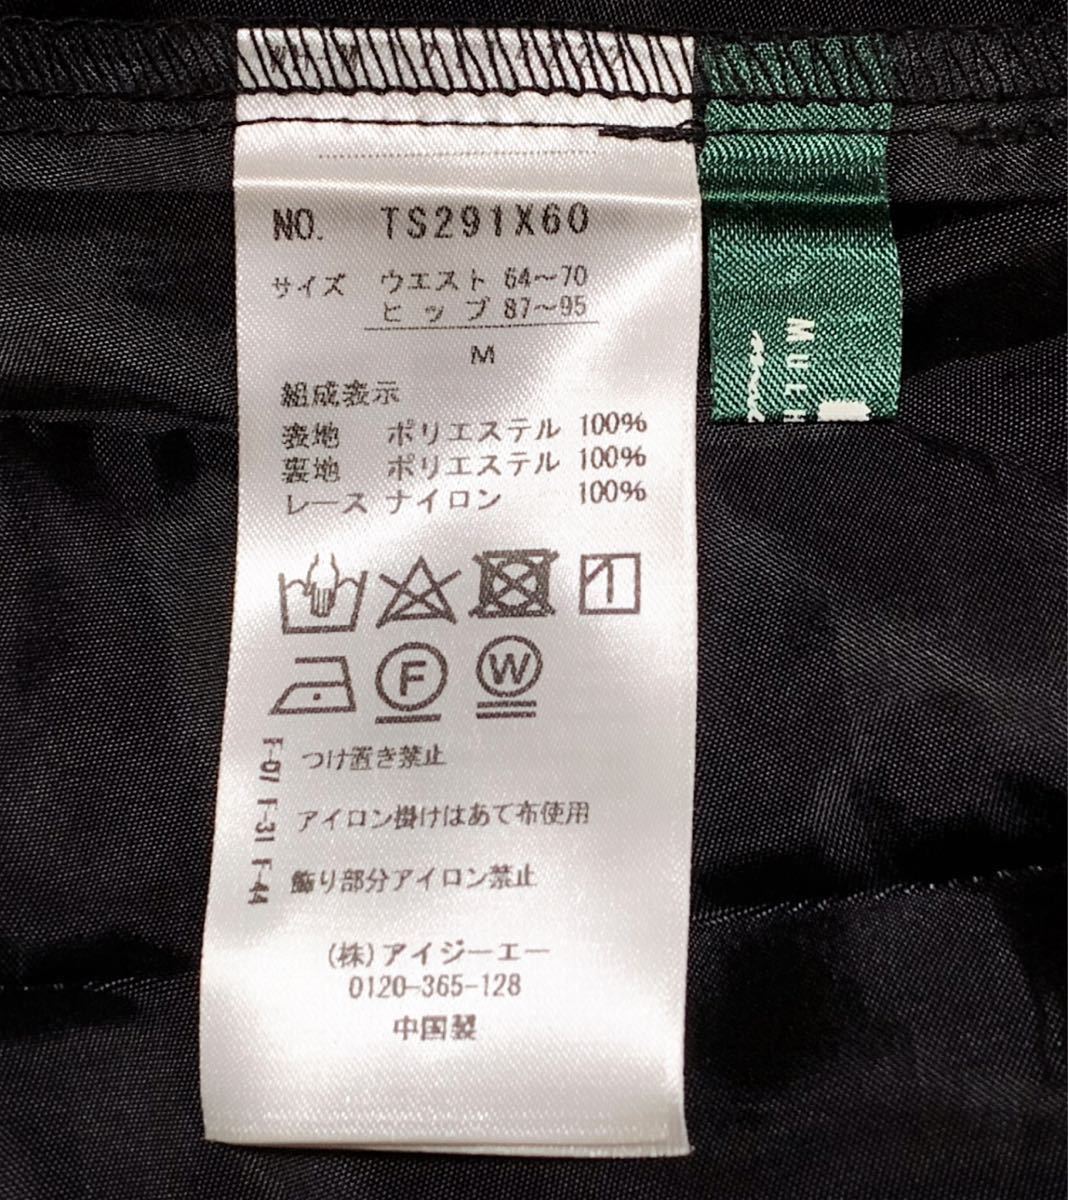 NO. TS291X60
サイズ ウエスト 64〜70
ヒップ 87〜95
M
組成表示
表地 ポリエステル 100%
裏地 ポリエステル 100%
レース ナイロン 100%
F
W
F-07 つけ置き禁止
F-31 アイロン掛けはあて布使用
F-44 飾り部分アイロン禁止
(株)アイジーエー
0120-365-128
中国製